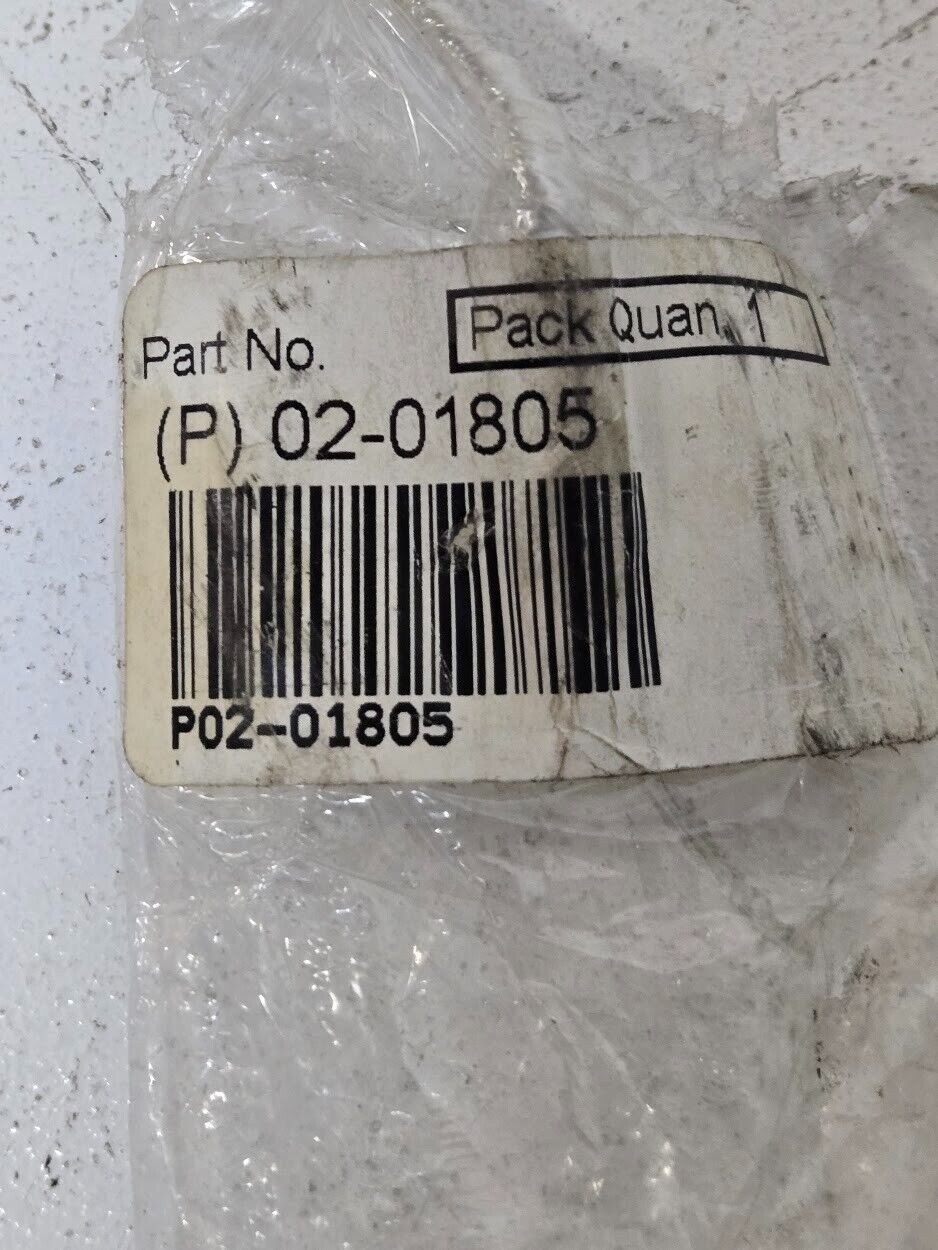 Pack Quan. 1
Part No.
(P) 02-01805
P02-01805